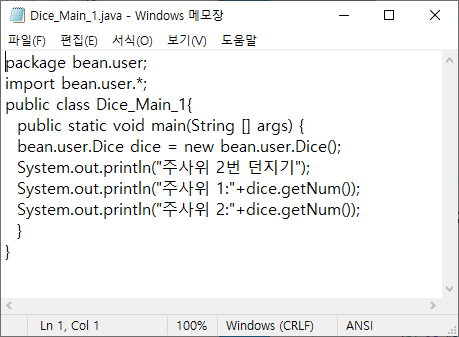 Dice_Main_1.java - Windows 메모장
파일(F) 편집(E) 서식(O) 보기(V) 도움말
package bean.user;
import bean.user.*;
public class Dice_Main_1{
public static void main(String [] args) {
bean.user.Dice dice = new bean.user.Dice();
System.out.println("주사위 2번 던지기");
System.out.println("주사위 1:"+dice.getNum());
System.out.println("주사위 2:"+dice.getNum());
}
}
Ln 1, Col 1 100% Windows (CRLF) ANSI